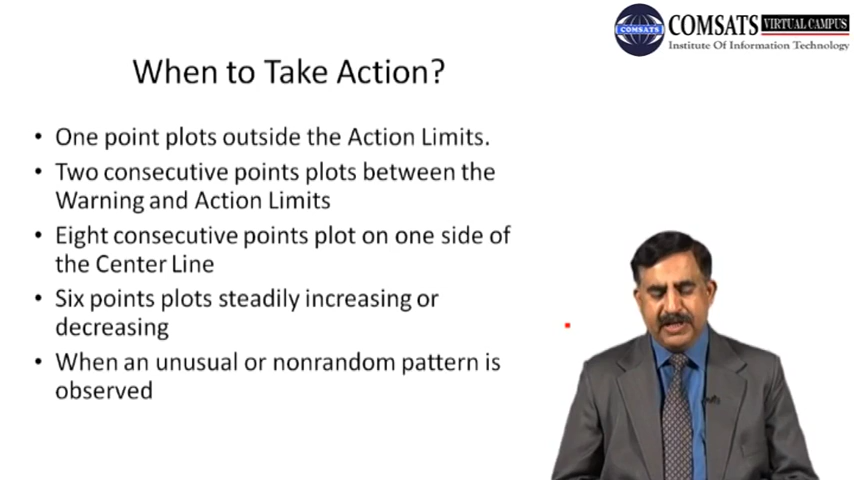 COMSATS VIRTUAL CAMPUS
COMSATS
Institute Of Information Technology
When to Take Action?
• One point plots outside the Action Limits.
• Two consecutive points plots between the
Warning and Action Limits
• Eight consecutive points plot on one side of
the Center Line
• Six points plots steadily increasing or
decreasing
• When an unusual or nonrandom pattern is
observed